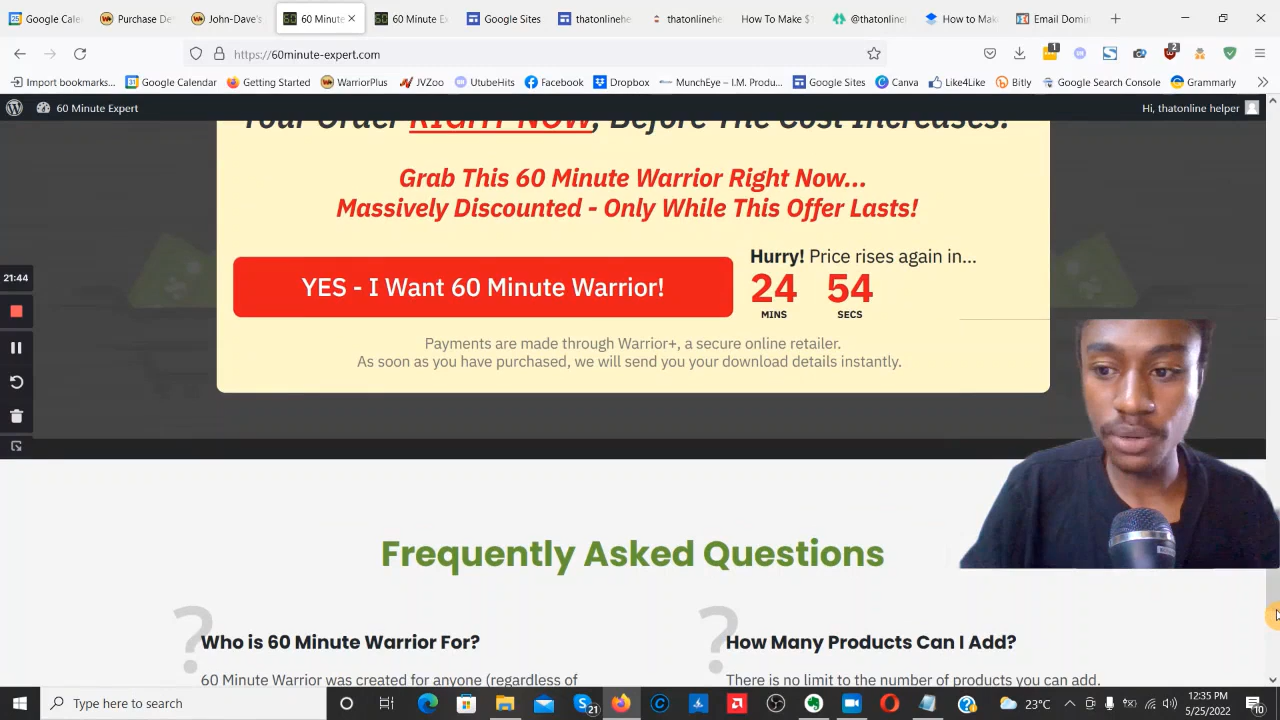 Google Cale
Purchase De
John-Dave's
60 Minute
60 Minute E
Google Sites
thatonlinehe
thatonlinehe
How To Make $1
@thatonline
How to Mak
Email Dom
https://60minute-expert.com
1
2
Import bookmarks...
Google Calendar
Getting Started
WarriorPlus
JVZoo
UtubeHits
Facebook
Dropbox
MunchEye — I.M. Produ...
Google Sites
Canva
Like4Like
Bitly
Google Search Console
Grammarly
60 Minute Expert
Hi, thatonline helper
Your Order RIGHT NOW, Before The Cost Increases!
Grab This 60 Minute Warrior Right Now...
Massively Discounted - Only While This Offer Lasts!
YES - I Want 60 Minute Warrior!
Hurry! Price rises again in...
24 54
MINS SECS
Payments are made through Warrior+, a secure online retailer.
As soon as you have purchased, we will send you your download details instantly.
21:44
Frequently Asked Questions
? Who is 60 Minute Warrior For?
60 Minute Warrior was created for anyone (regardless of
? How Many Products Can I Add?
There is no limit to the number of products you can add.
Type here to search
21
23°C
12:35 PM
5/25/2022
10